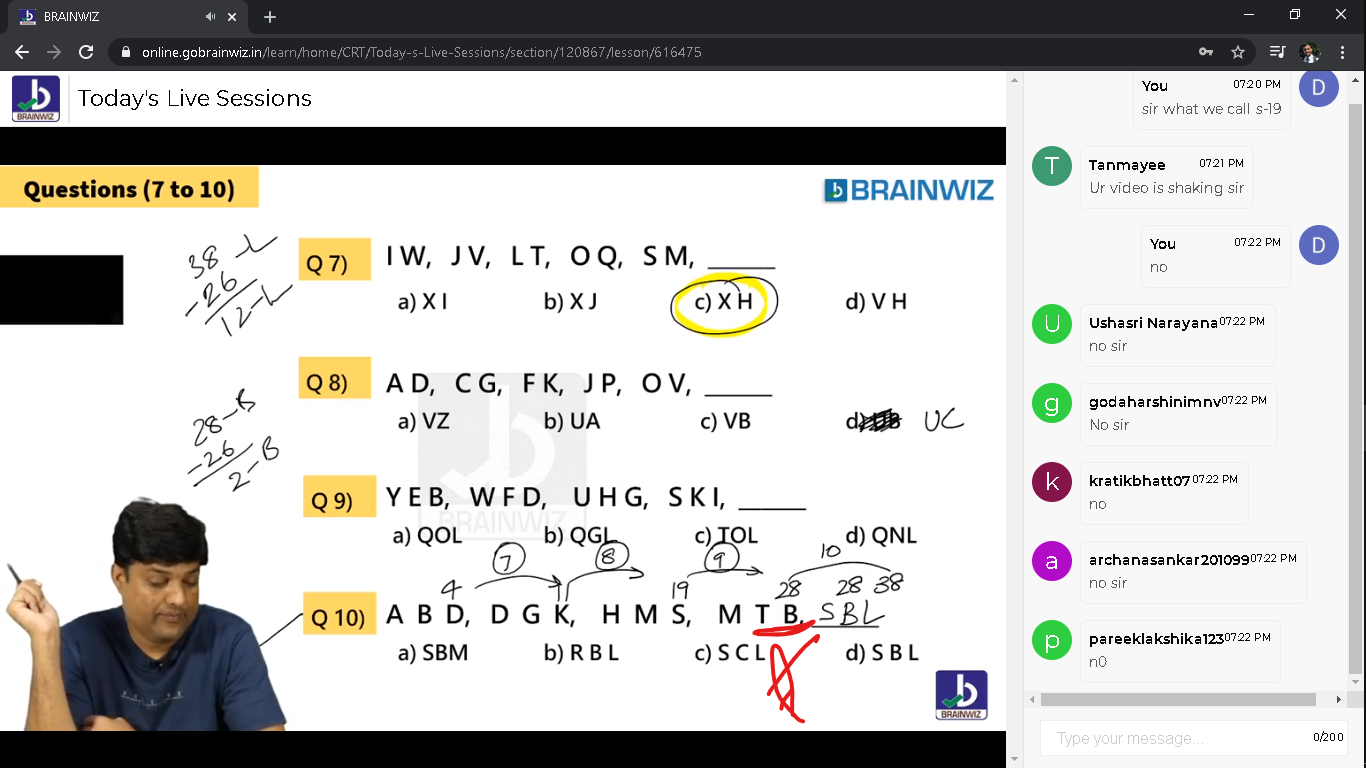 BRAINWIZ
online.gobrainwiz.in/learn/home/CRT/Today-s-Live-Sessions/section/120867/lesson/616475
BRAINWIZ
Today's Live Sessions
Questions (7 to 10)
BRAINWIZ
38 - L
- 26
12 - L
Q 7) I W, J V, L T, O Q, S M, ______
a) X I b) X J c) X H d) V H
28 - B
- 26
2 - B
Q 8) A D, C G, F K, J P, O V, ______
a) VZ b) UA c) VB d) UC
Q 9) Y E B, W F D, U H G, S K I, ______
BRAINWIZ
a) QOL b) QGL c) TOL d) QNL
7 8 9 10
4 11 19 28 28 38
Q 10) A B D, D G K, H M S, M T B, SBL
a) SBM b) R B L c) S C L d) S B L
BRAINWIZ
You 07:20 PM
sir what we call s-19
D
T
Tanmayee 07:21 PM
Ur video is shaking sir
You 07:22 PM
no
D
U
Ushasri Narayana 07:22 PM
no sir
g
godaharshinimnv 07:22 PM
No sir
k
kratikbhatt07 07:22 PM
no
a
archanasankar201099 07:22 PM
no sir
p
pareeklakshika123 07:22 PM
n0
Type your message... 0/200